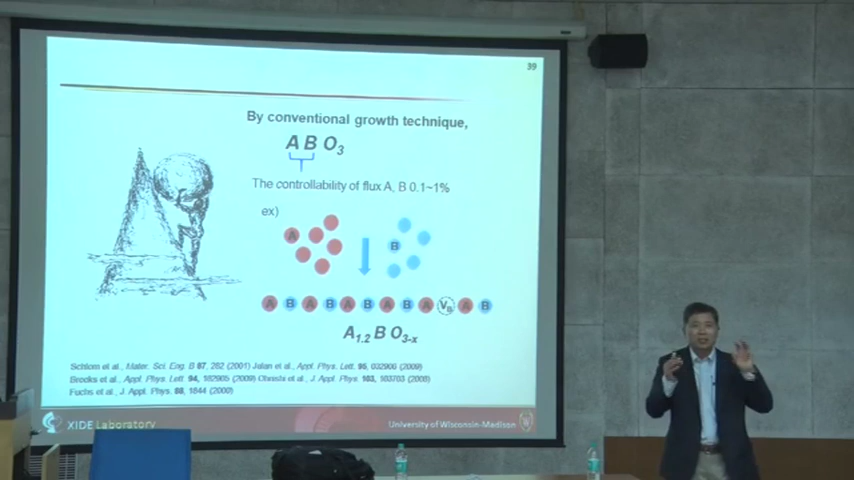 39
By conventional growth technique,
A B O3
The controllability of flux A, B 0.1~1%
ex)
A
B
A B A B A B A B A VB A B
A1.2 B O3-x
Schlom et al., Mater. Sci. Eng. B 87, 282 (2001) Jalan et al., Appl. Phys. Lett. 95, 032906 (2009)
Brooks et al., Appl. Phys. Lett. 94, 162905 (2009) Ohnishi et al., J. Appl. Phys. 103, 103703 (2008)
Fuchs et al., J. Appl. Phys. 88, 1844 (2000)
XIDE Laboratory
University of Wisconsin-Madison